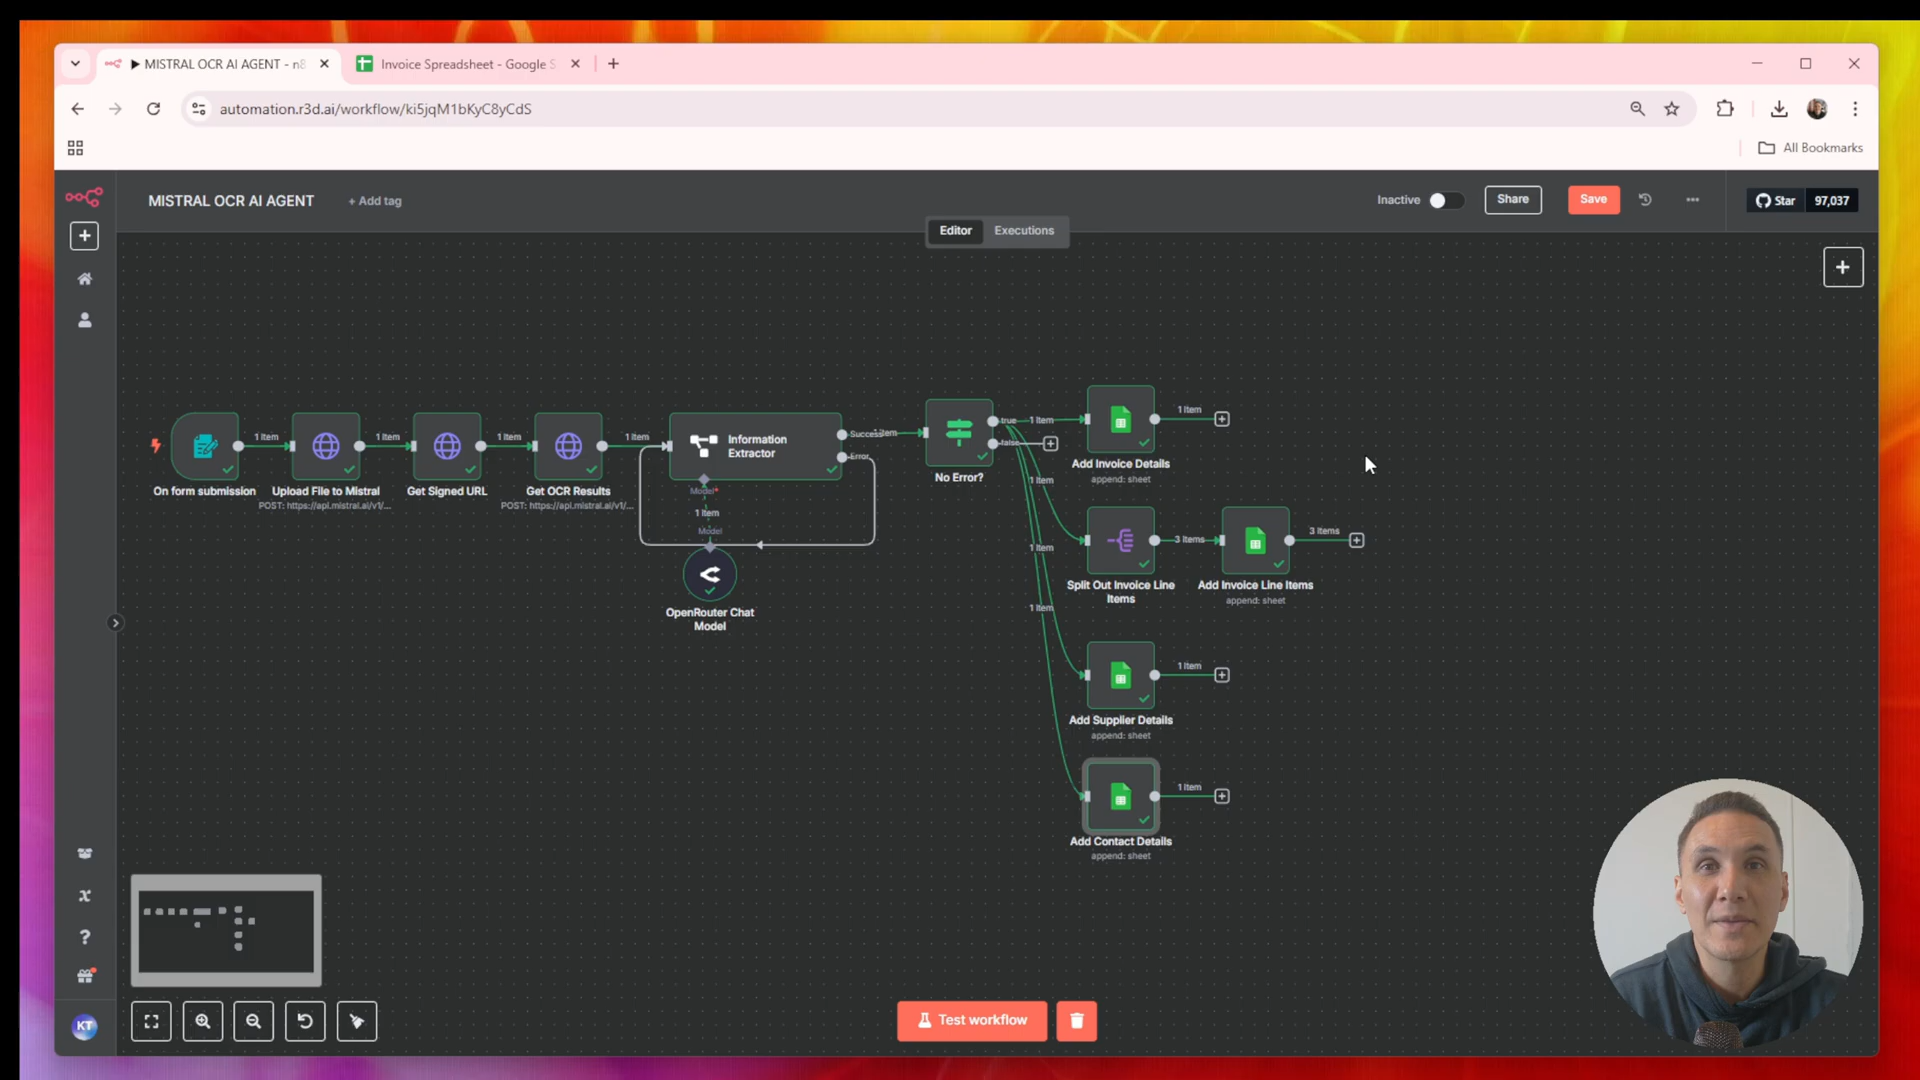 MISTRAL OCR AI AGENT - n8
Invoice Spreadsheet - Google S
automation.r3d.ai/workflow/ki5jqM1bKyC8yCdS
All Bookmarks
MISTRAL OCR AI AGENT
+ Add tag
Inactive
Share
Save
Star
97,037
Editor
Executions
1 item
1 item
1 item
1 item
Information
Extractor
Success
Error
true
false
1 item
1 item
On form submission
Upload File to Mistral
POST: https://api.mistral.ai/v1/...
Get Signed URL
Get OCR Results
POST: https://api.mistral.ai/v1/...
Model*
1 item
Model
OpenRouter Chat
Model
No Error?
Add Invoice Details
append: sheet
1 item
1 item
1 item
3 items
3 items
Split Out Invoice Line
Items
Add Invoice Line Items
append: sheet
1 item
Add Supplier Details
append: sheet
1 item
Add Contact Details
append: sheet
KT
Test workflow